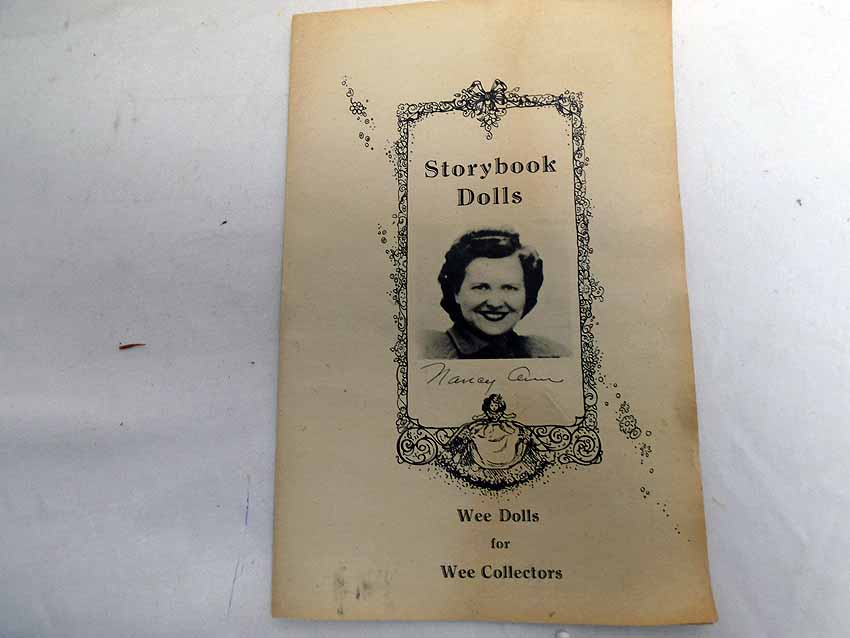 Storybook
Dolls
Nancy Ann
Wee Dolls
for
Wee Collectors